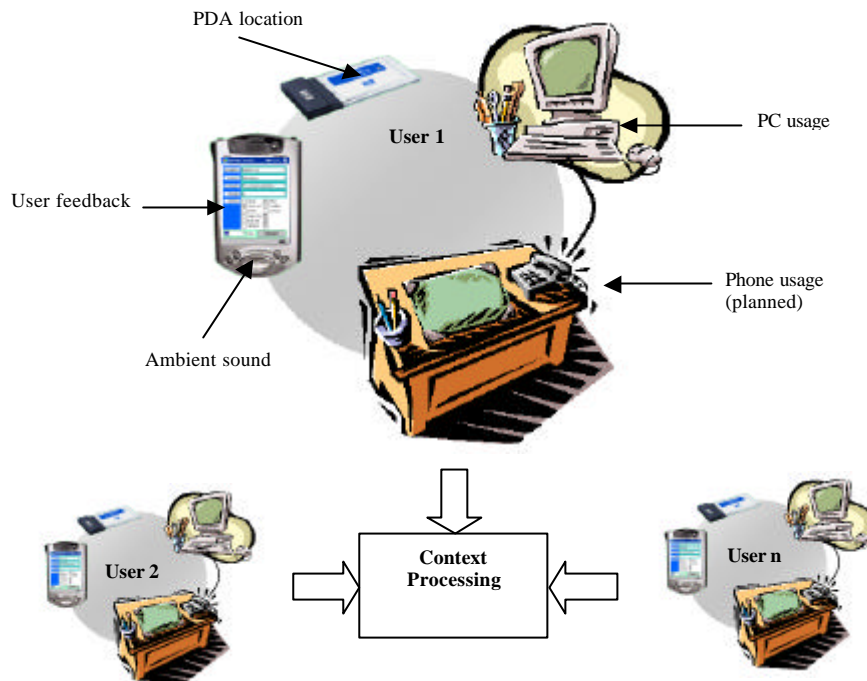 PDA location
User 1
PC usage
User feedback
Phone usage
(planned)
Ambient sound
User 2
Context
Processing
User n